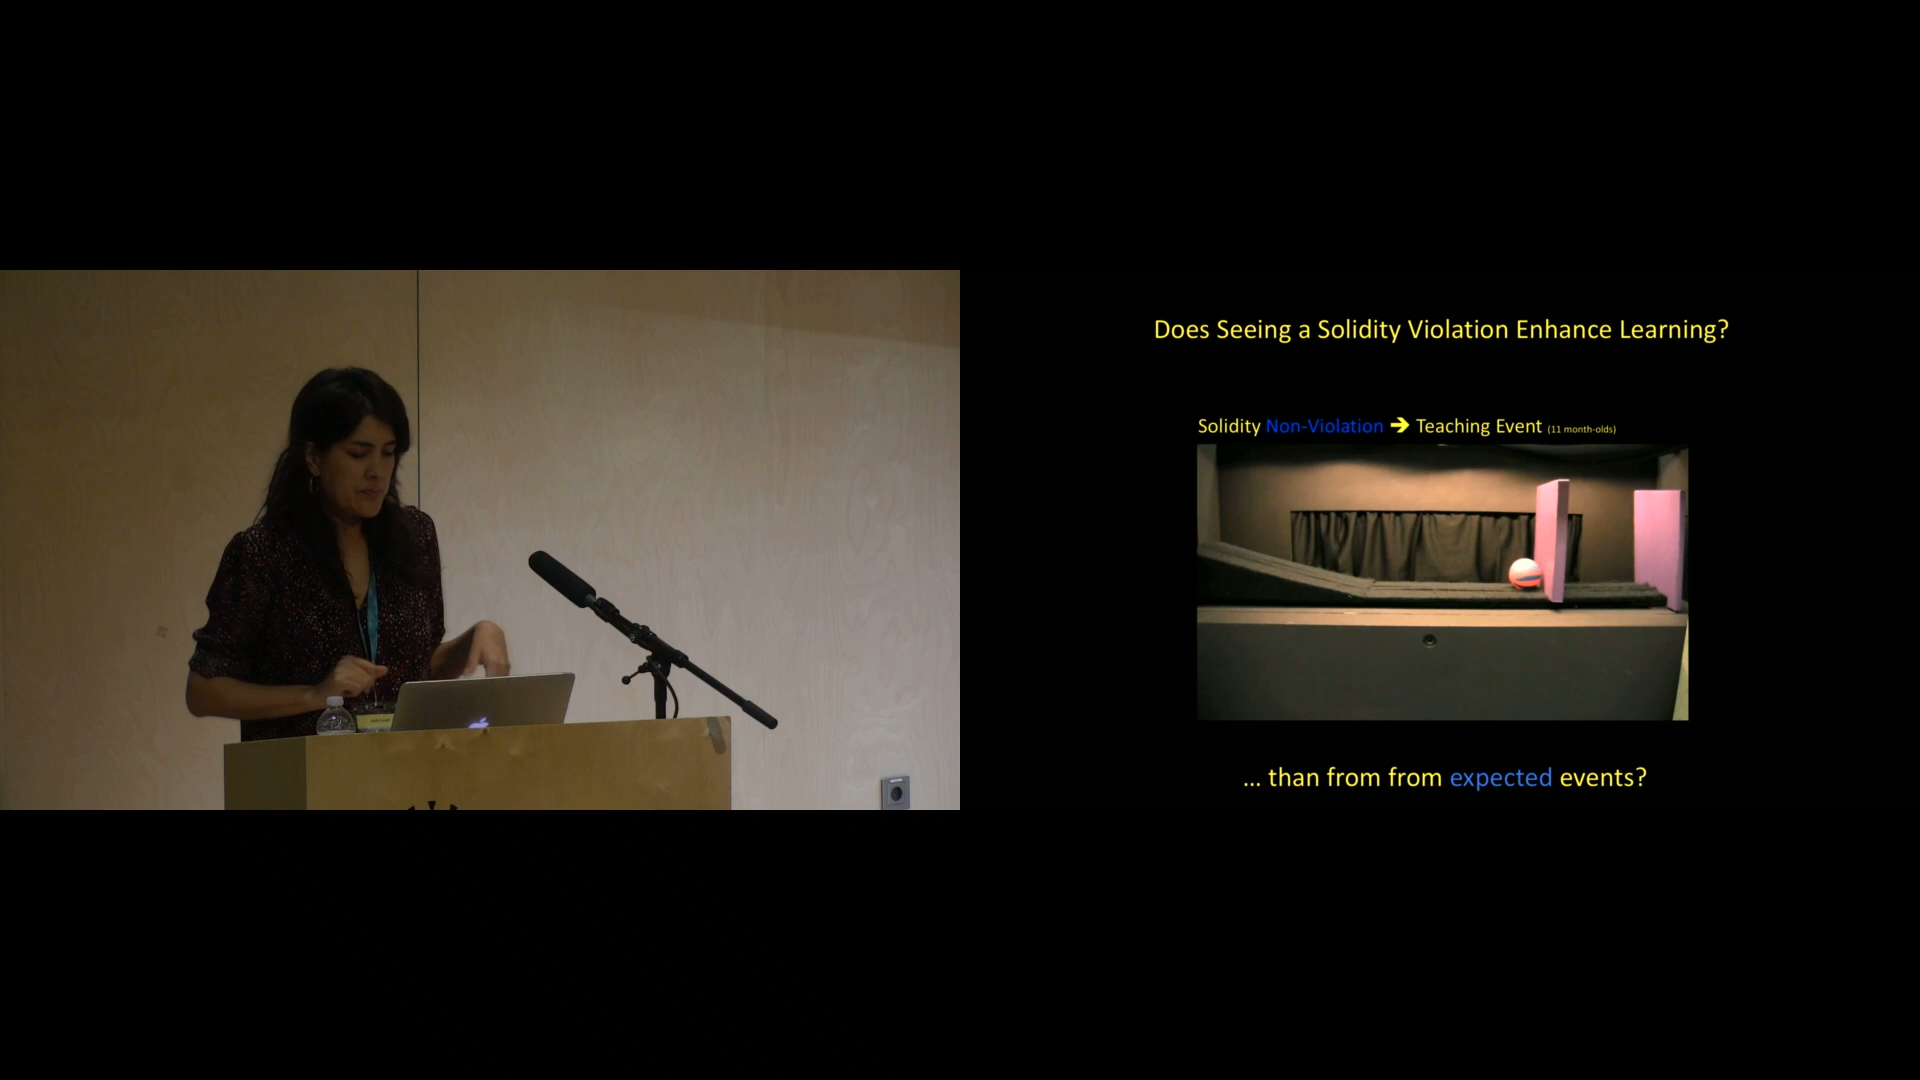 Does Seeing a Solidity Violation Enhance Learning?
Solidity Non-Violation ➔ Teaching Event (11 month-olds)
... than from from expected events?